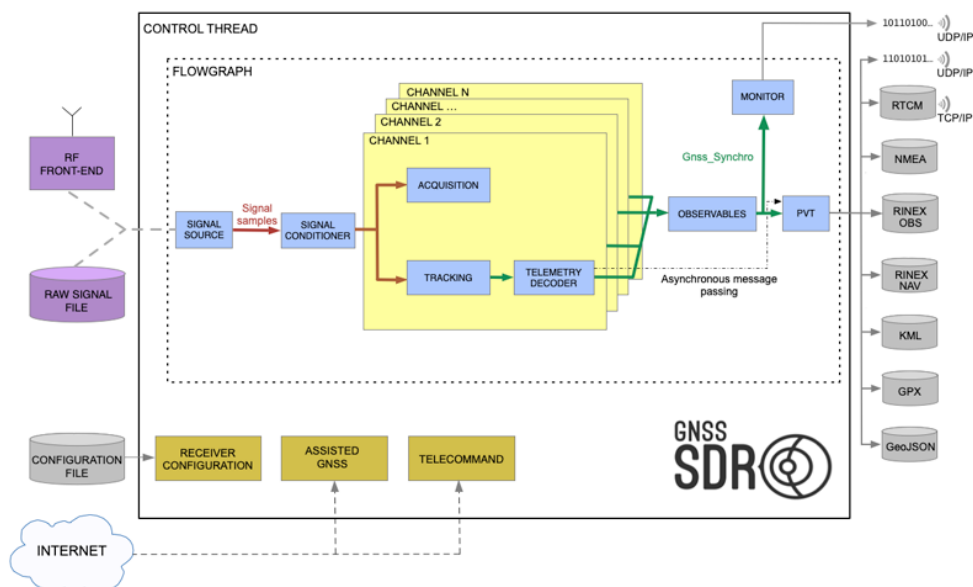 CONTROL THREAD
10110100...
UDP/IP
FLOWGRAPH
11010101...
UDP/IP
CHANNEL N
CHANNEL ...
CHANNEL 2
CHANNEL 1
MONITOR
RTCM
TCP/IP
RF
FRONT-END
Gnss_Synchro
NMEA
ACQUISITION
Signal
samples
SIGNAL
SOURCE
SIGNAL
CONDITIONER
OBSERVABLES
PVT
RINEX
OBS
TRACKING
TELEMETRY
DECODER
Asynchronous message
passing
RINEX
NAV
RAW SIGNAL
FILE
KML
GPX
CONFIGURATION
FILE
RECEIVER
CONFIGURATION
ASSISTED
GNSS
TELECOMMAND
GNSS
SDR
GeoJSON
INTERNET